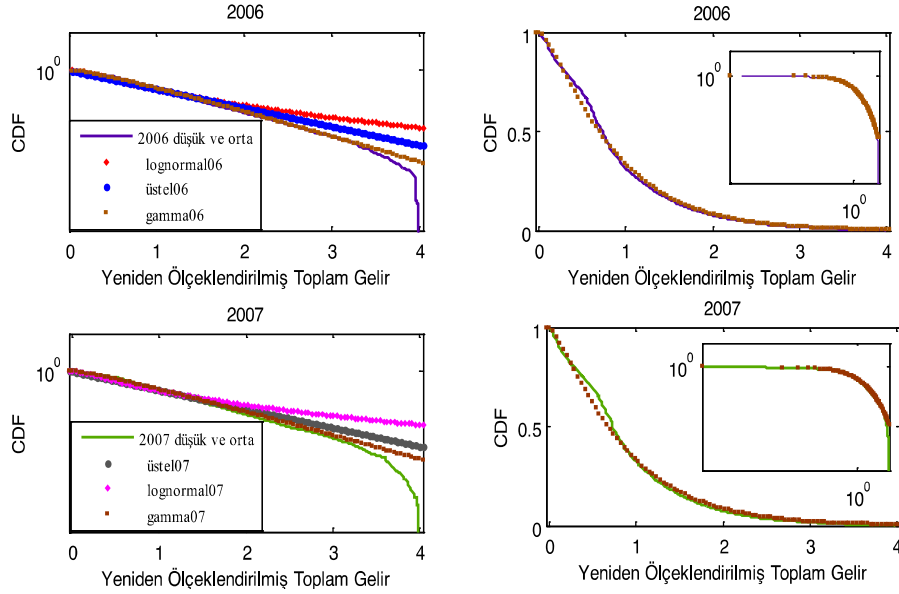 2006
CDF
10^0
2006 düşük ve orta
lognormal06
üstel06
gamma06
0 1 2 3 4
Yeniden Ölçeklendirilmiş Toplam Gelir
2006
CDF
1
0.5
0
10^0
10^0
0 1 2 3 4
Yeniden Ölçeklendirilmiş Toplam Gelir
2007
CDF
10^0
2007 düşük ve orta
üstel07
lognormal07
gamma07
0 1 2 3 4
Yeniden Ölçeklendirilmiş Toplam Gelir
2007
CDF
1
0.5
0
10^0
10^0
0 1 2 3 4
Yeniden Ölçeklendirilmiş Toplam Gelir